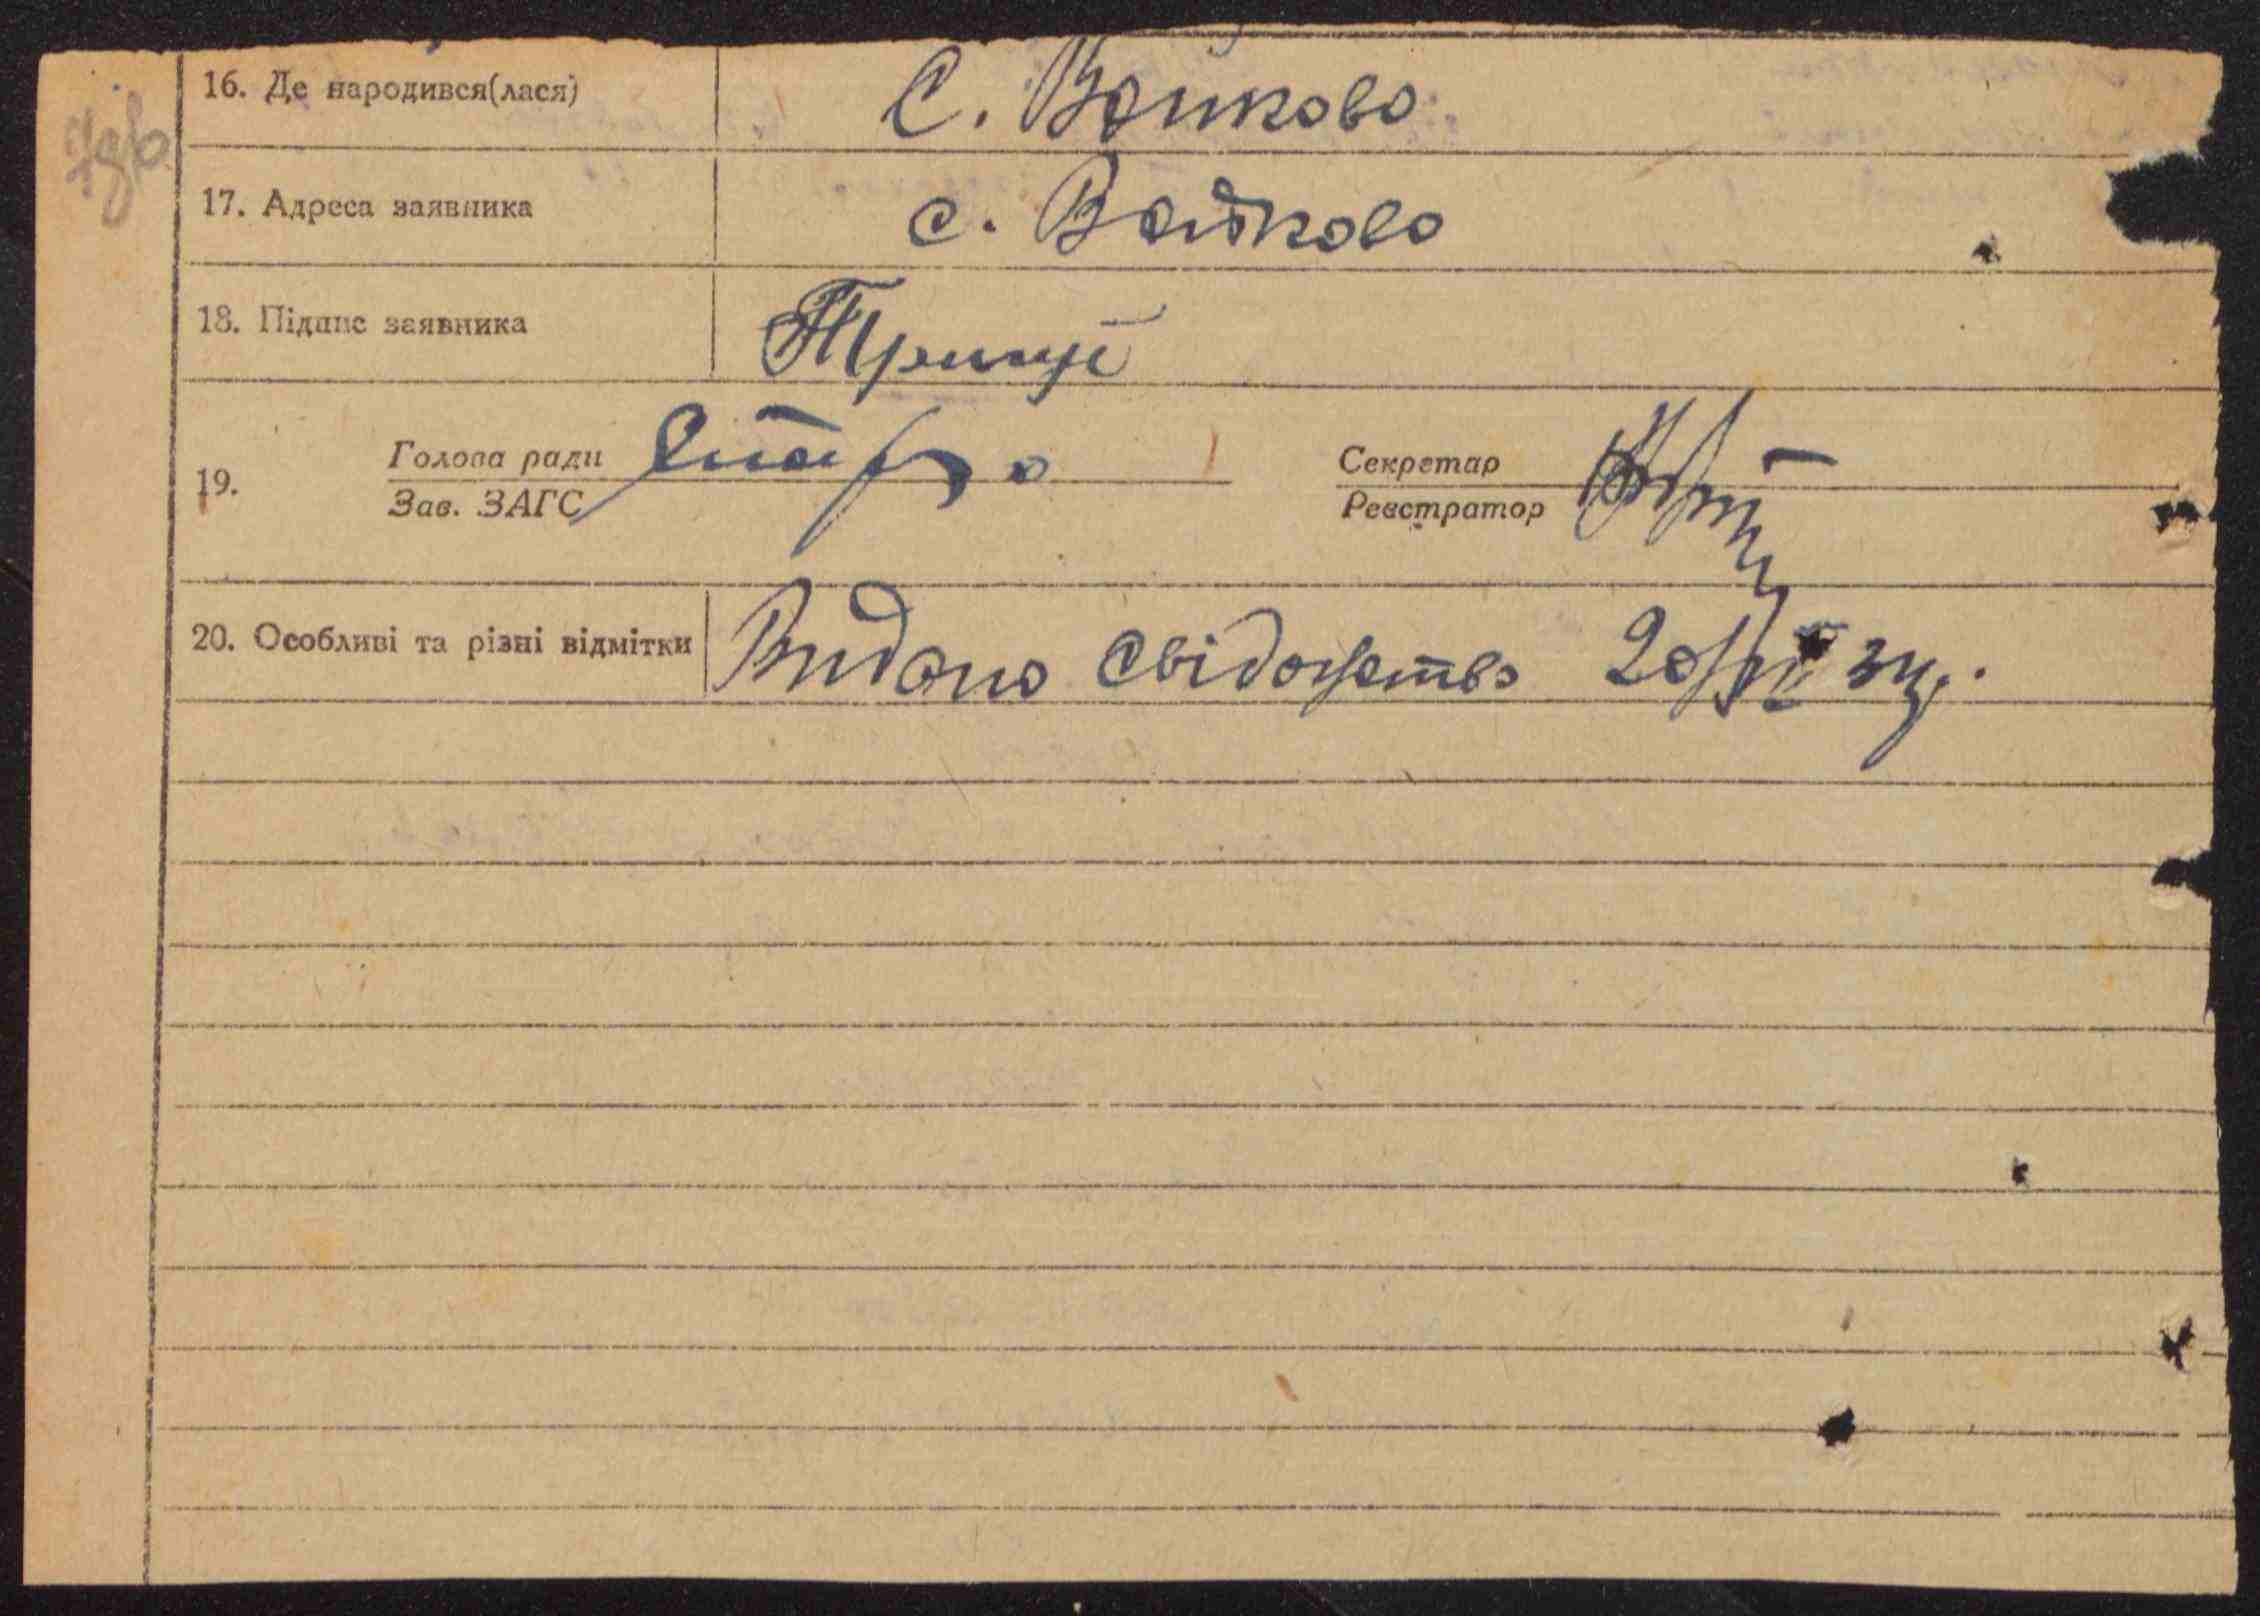 16. Де народився(лася) С. Войково
17. Адреса заявника с. Войково
18. Підпис заявника
19. Голова ради Секретар
Зав. ЗАГС Реєстратор
20. Особливі та різні відмітки Видано свідоцтво